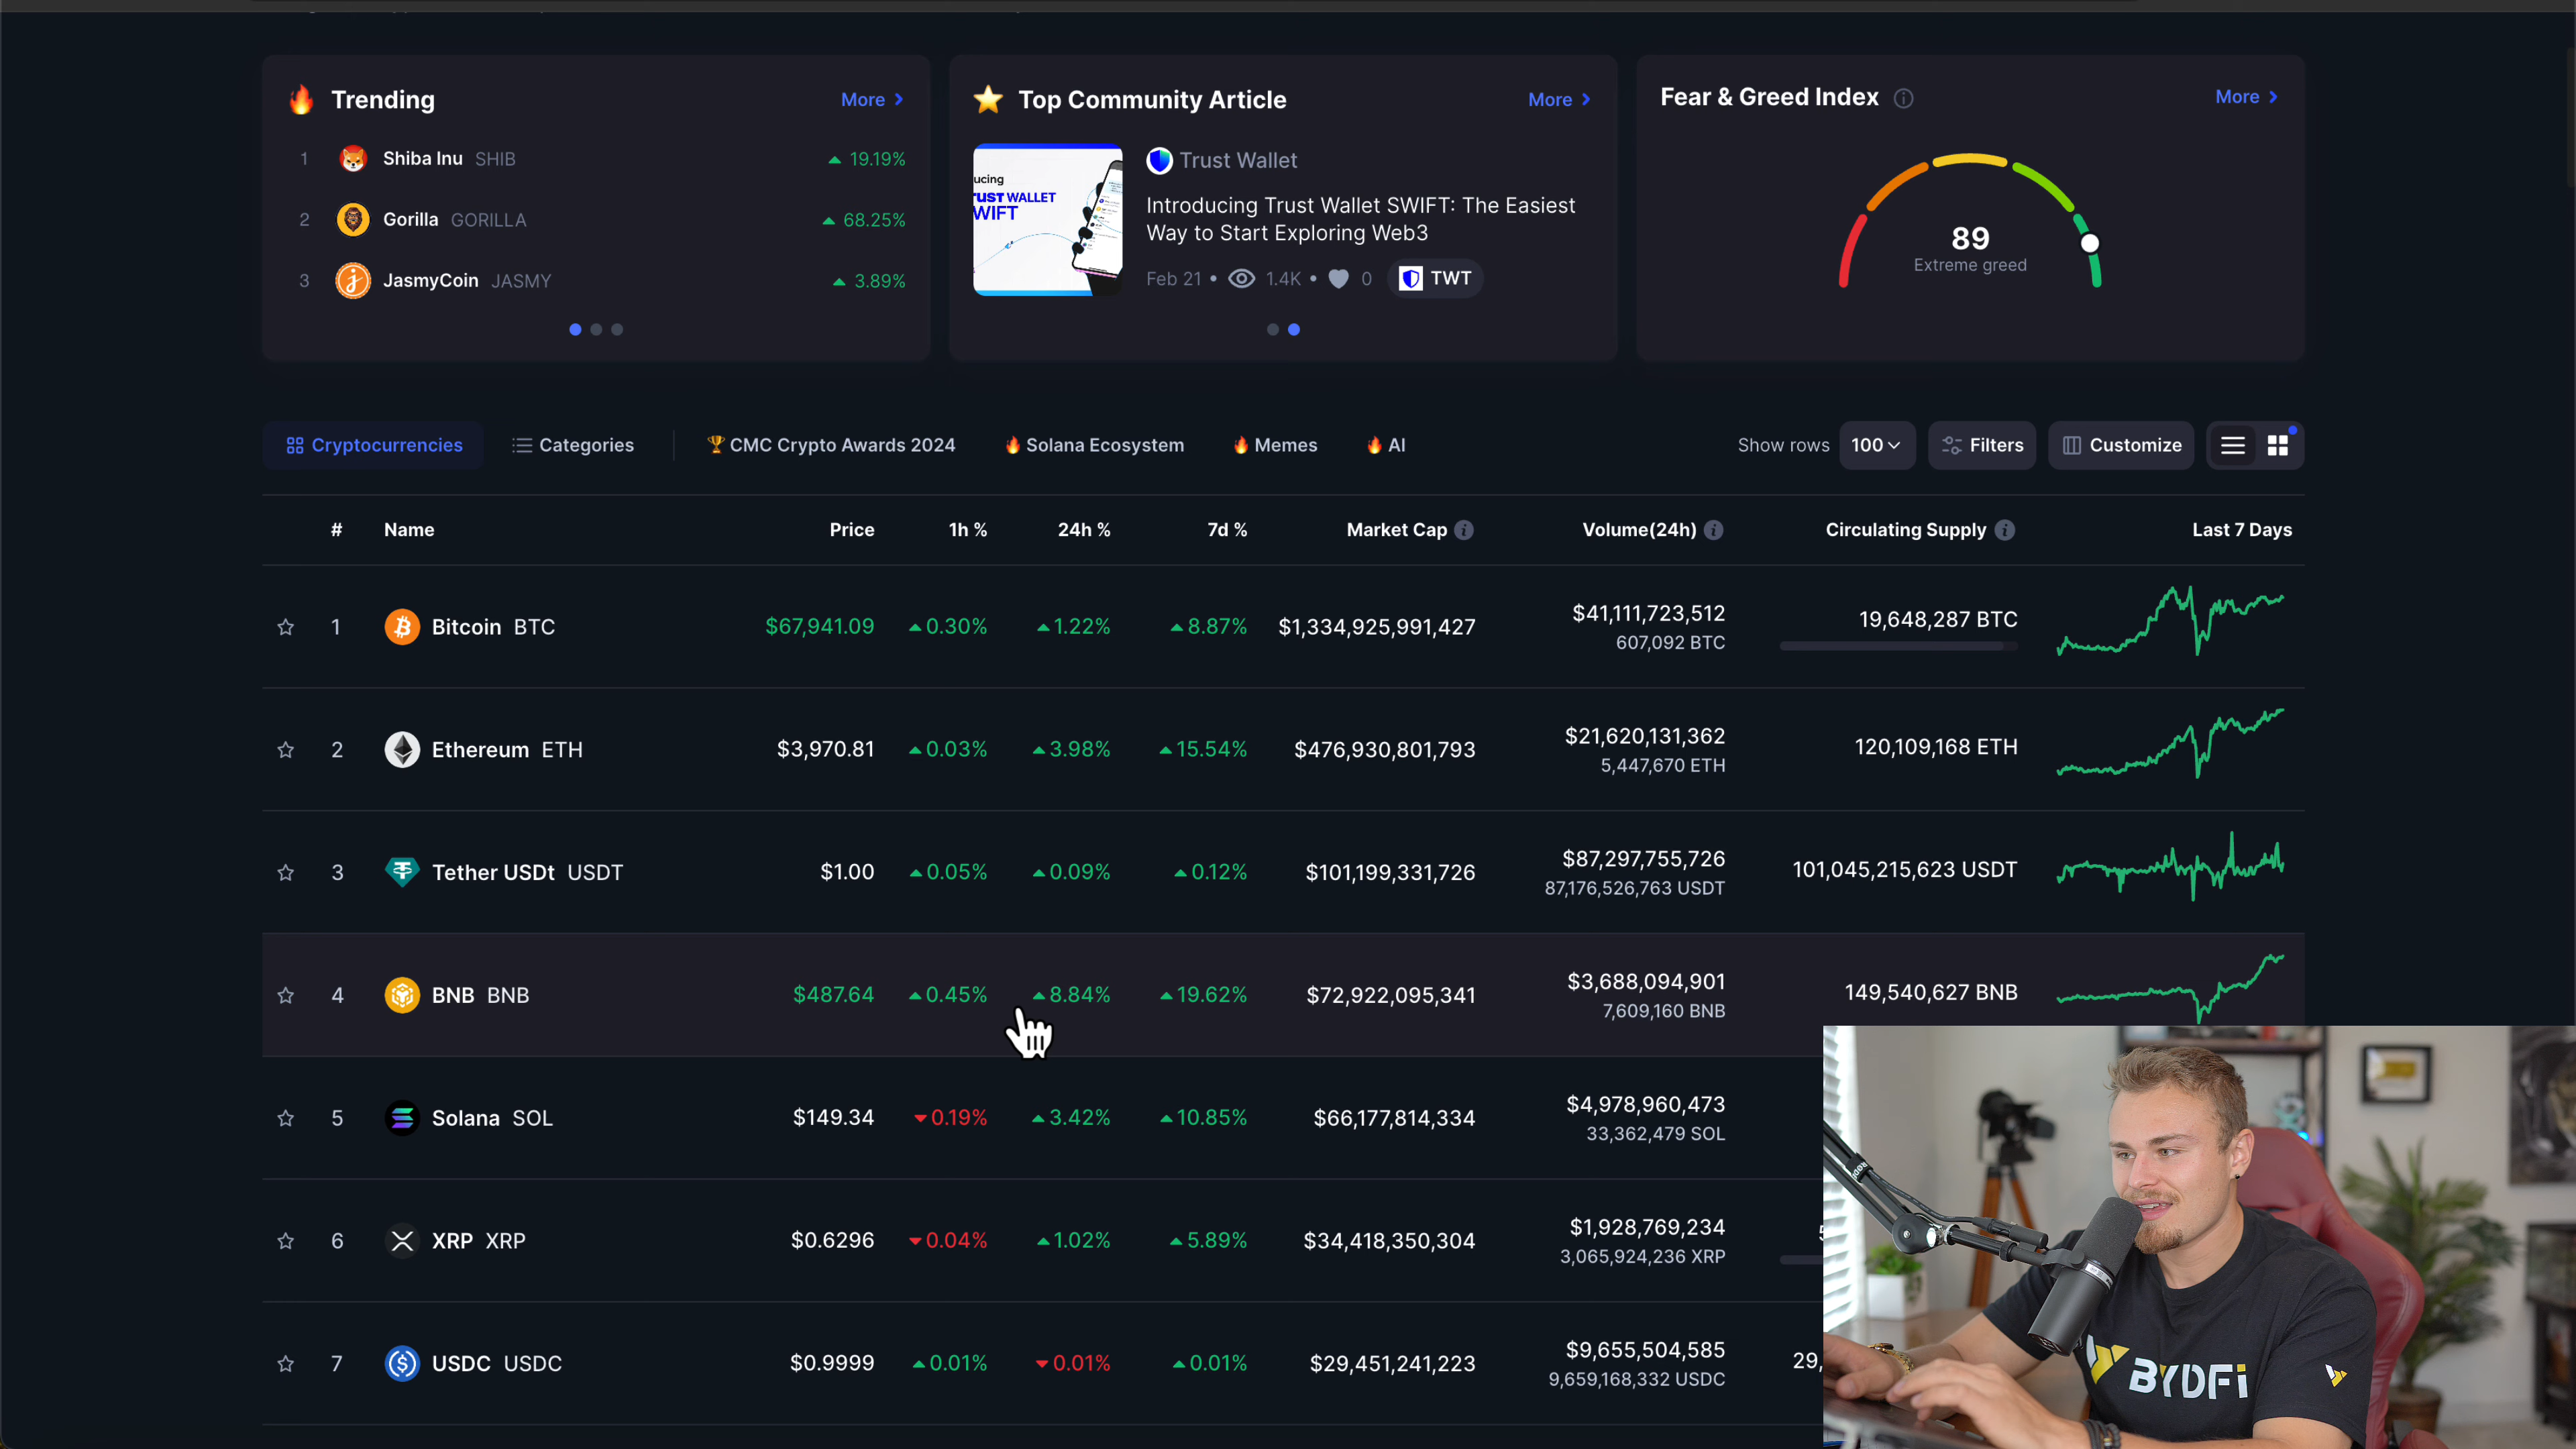 Trending
More
1 Shiba Inu SHIB 19.19%
2 Gorilla GORILLA 68.25%
3 JasmyCoin JASMY 3.89%
Top Community Article
More
ucing
UST WALLET
WIFT
Trust Wallet
Introducing Trust Wallet SWIFT: The Easiest
Way to Start Exploring Web3
Feb 21 • 1.4K • 0 TWT
Fear & Greed Index
More
89
Extreme greed
Cryptocurrencies Categories CMC Crypto Awards 2024 Solana Ecosystem Memes AI Show rows 100 Filters Customize
# Name Price 1h % 24h % 7d % Market Cap Volume(24h) Circulating Supply Last 7 Days
1 Bitcoin BTC $67,941.09 0.30% 1.22% 8.87% $1,334,925,991,427 $41,111,723,512 19,648,287 BTC
607,092 BTC
2 Ethereum ETH $3,970.81 0.03% 3.98% 15.54% $476,930,801,793 $21,620,131,362 120,109,168 ETH
5,447,670 ETH
3 Tether USDt USDT $1.00 0.05% 0.09% 0.12% $101,199,331,726 $87,297,755,726 101,045,215,623 USDT
87,176,526,763 USDT
4 BNB BNB $487.64 0.45% 8.84% 19.62% $72,922,095,341 $3,688,094,901 149,540,627 BNB
7,609,160 BNB
5 Solana SOL $149.34 0.19% 3.42% 10.85% $66,177,814,334 $4,978,960,473
33,362,479 SOL
6 XRP XRP $0.6296 0.04% 1.02% 5.89% $34,418,350,304 $1,928,769,234
3,065,924,236 XRP
7 USDC USDC $0.9999 0.01% 0.01% 0.01% $29,451,241,223 $9,655,504,585 29,
9,659,168,332 USDC
RØDE
BYDFi